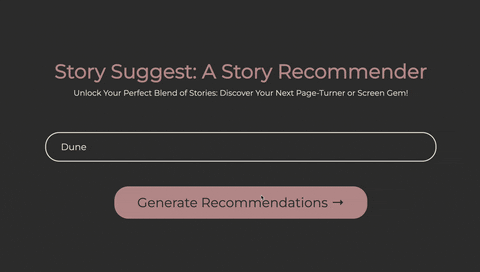 Story Suggest: A Story Recommender
Unlock Your Perfect Blend of Stories: Discover Your Next Page-Turner or Screen Gem!
Dune
Generate Recommendations →